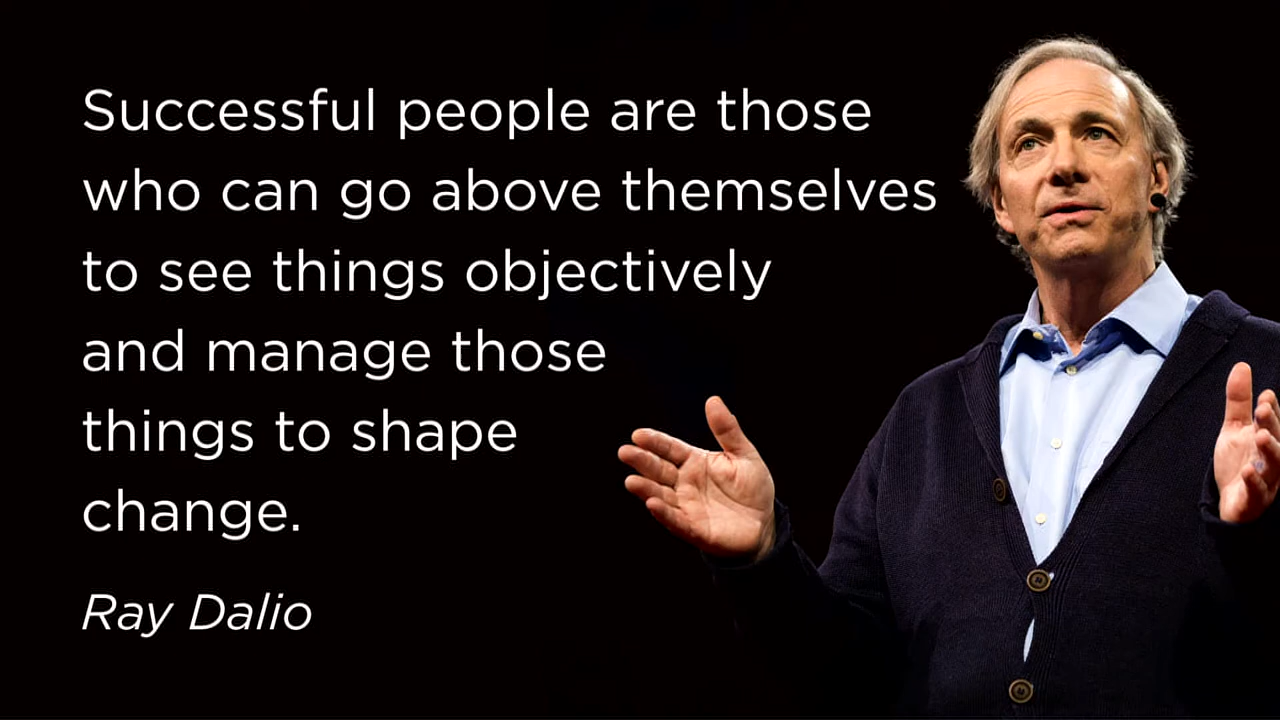 Successful people are those
who can go above themselves
to see things objectively
and manage those
things to shape
change.
Ray Dalio